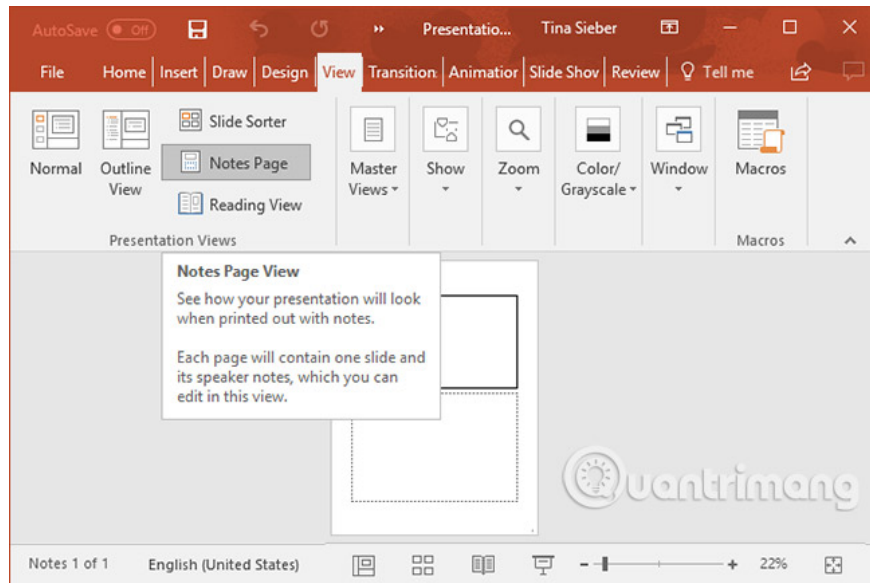 AutoSave Off Presentatio... Tina Sieber
File Home Insert Draw Design View Transition Animatior Slide Shov Review Tell me
Normal
Outline View
Slide Sorter
Notes Page
Reading View
Master Views
Show
Zoom
Color/ Grayscale
Window
Macros
Presentation Views Macros
Notes Page View
See how your presentation will look
when printed out with notes.
Each page will contain one slide and
its speaker notes, which you can
edit in this view.
Quantrimang
Notes 1 of 1 English (United States) 22%